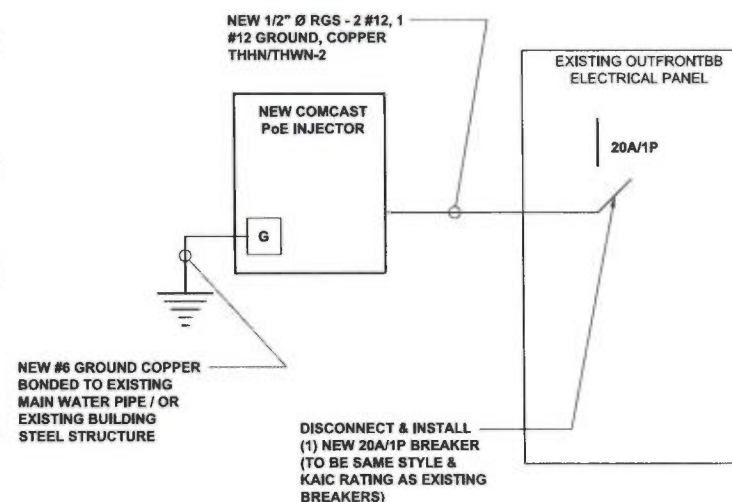 NEW 1/2" Ø RGS - 2 #12, 1
#12 GROUND, COPPER
THHN/THWN-2
EXISTING OUTFRONTBB
ELECTRICAL PANEL
NEW COMCAST
PoE INJECTOR
20A/1P
G
NEW #6 GROUND COPPER
BONDED TO EXISTING
MAIN WATER PIPE / OR
EXISTING BUILDING
STEEL STRUCTURE
DISCONNECT & INSTALL
(1) NEW 20A/1P BREAKER
(TO BE SAME STYLE &
KAIC RATING AS EXISTING
BREAKERS)